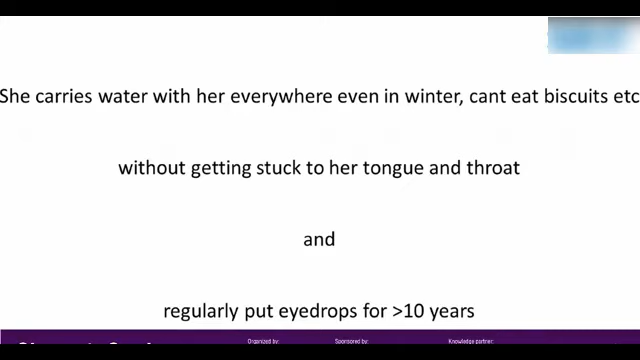 She carries water with her everywhere even in winter, cant eat biscuits etc
without getting stuck to her tongue and throat
and
regularly put eyedrops for >10 years
Organized by: Sponsored by: Knowledge partner: